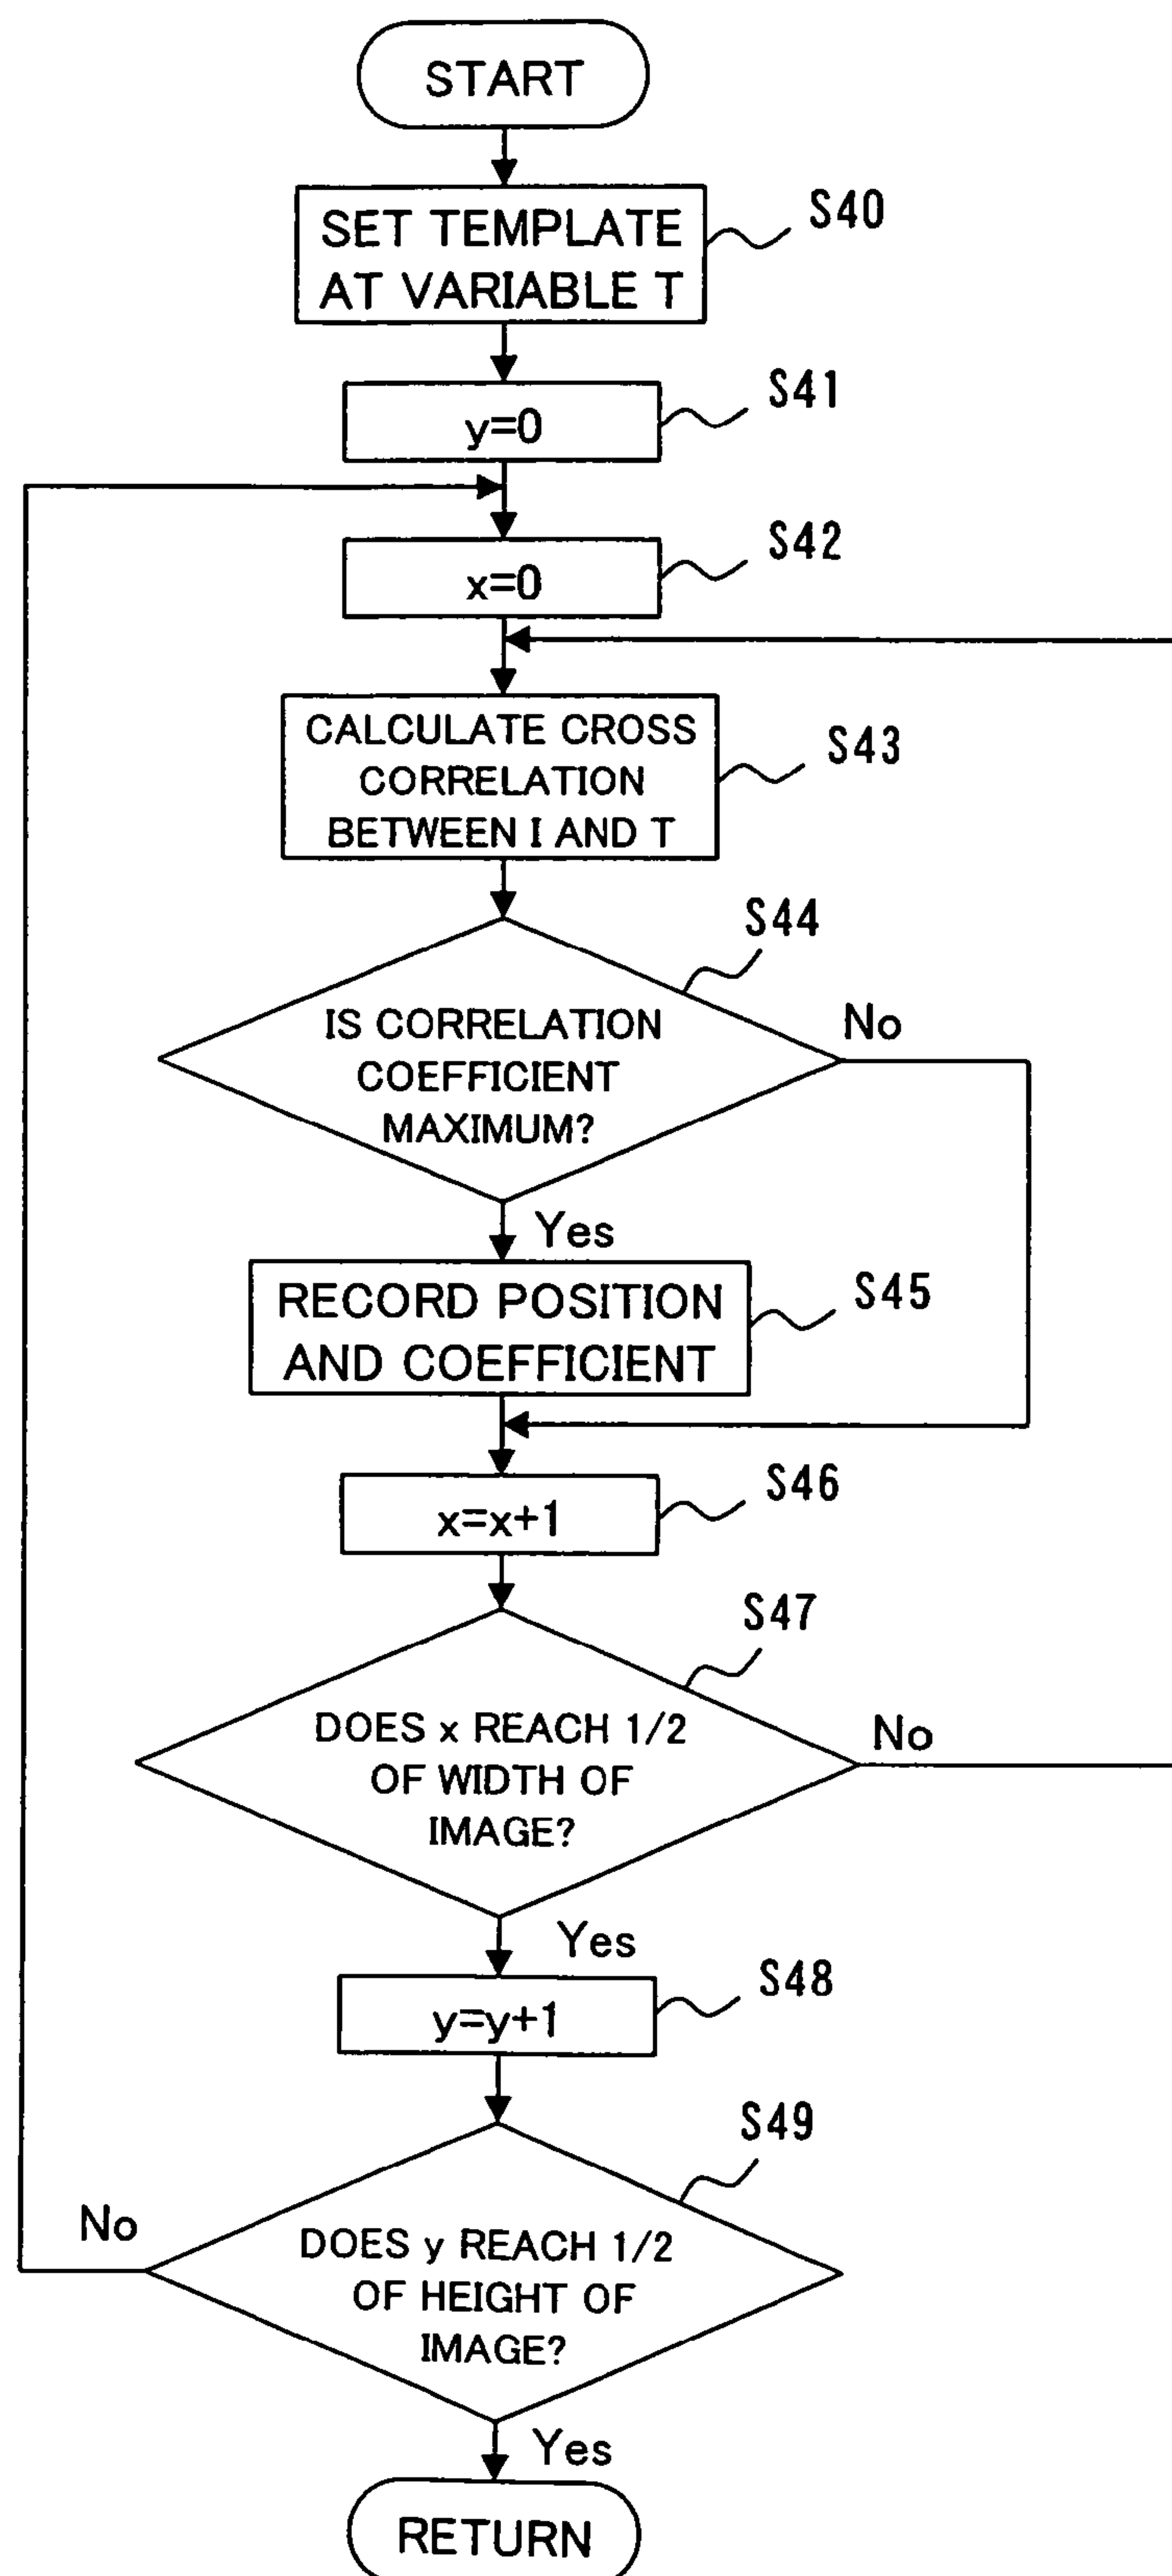 START
SET TEMPLATE
AT VARIABLE T
S40
y=0
S41
x=0
S42
CALCULATE CROSS
CORRELATION
BETWEEN I AND T
S43
S44
IS CORRELATION
COEFFICIENT
MAXIMUM?
No
Yes
RECORD POSITION
AND COEFFICIENT
S45
x=x+1
S46
S47
DOES x REACH 1/2
OF WIDTH OF
IMAGE?
No
Yes
y=y+1
S48
S49
DOES y REACH 1/2
OF HEIGHT OF
IMAGE?
No
Yes
RETURN